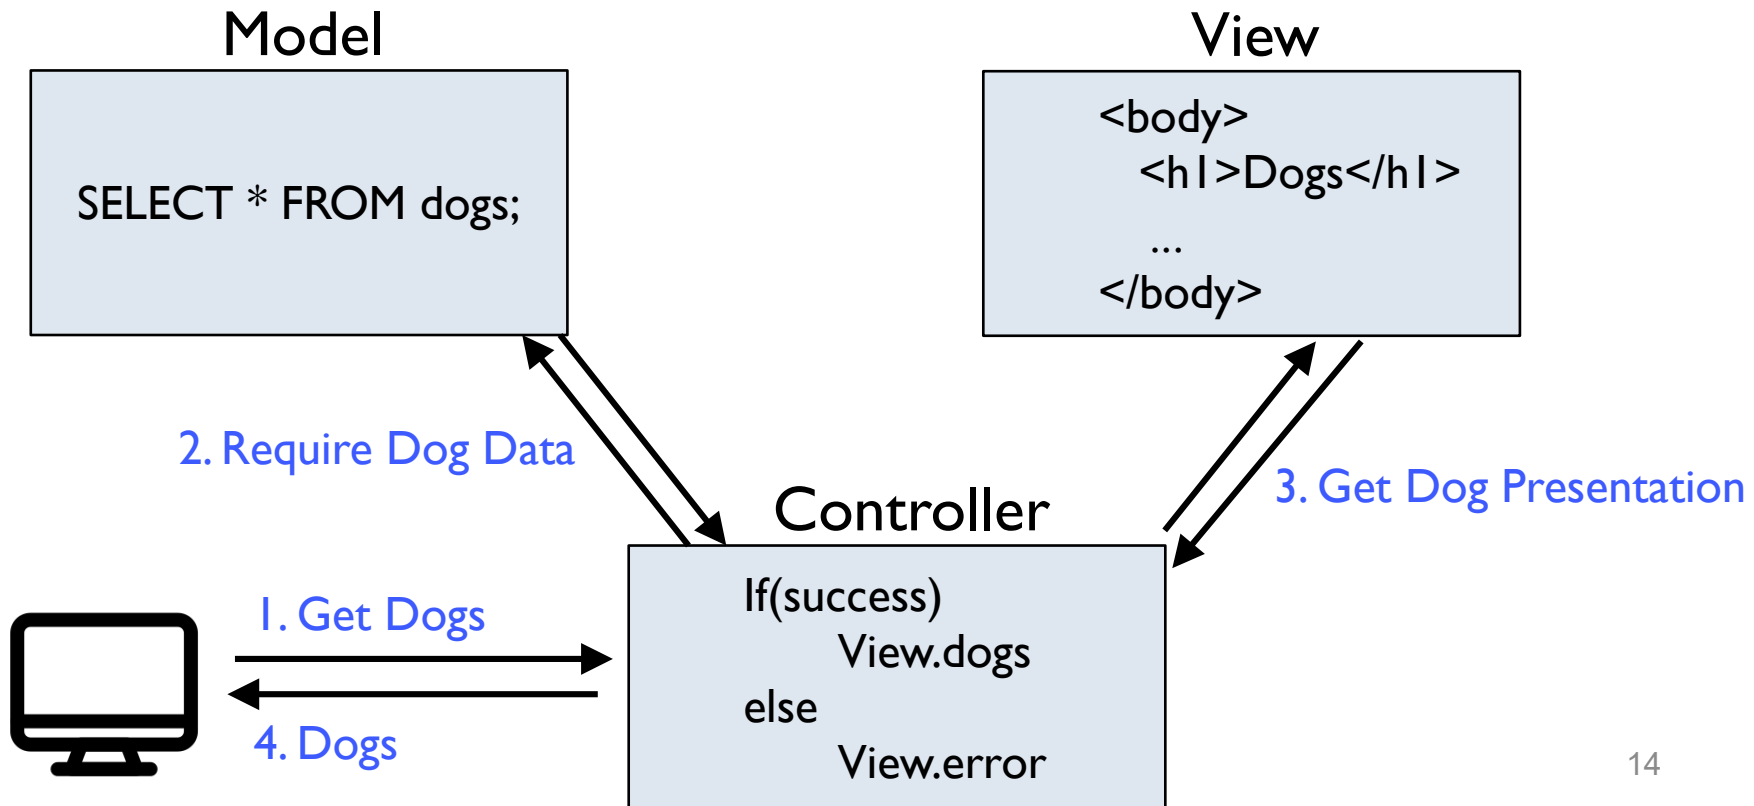 Model
SELECT * FROM dogs;
View
<body>
<h1>Dogs</h1>
...
</body>
2. Require Dog Data
3. Get Dog Presentation
Controller
If(success)
View.dogs
else
View.error
1. Get Dogs
4. Dogs
14